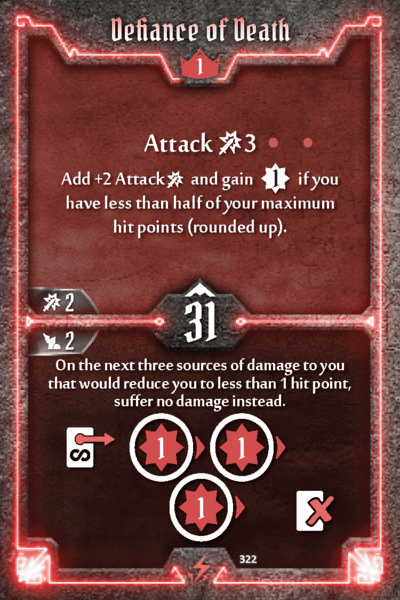 Defiance of Death
1
Attack 3
Add +2 Attack and gain 1 if you
have less than half of your maximum
hit points (rounded up).
2
31
2
On the next three sources of damage to you
that would reduce you to less than 1 hit point,
suffer no damage instead.
S
1 1
1
322